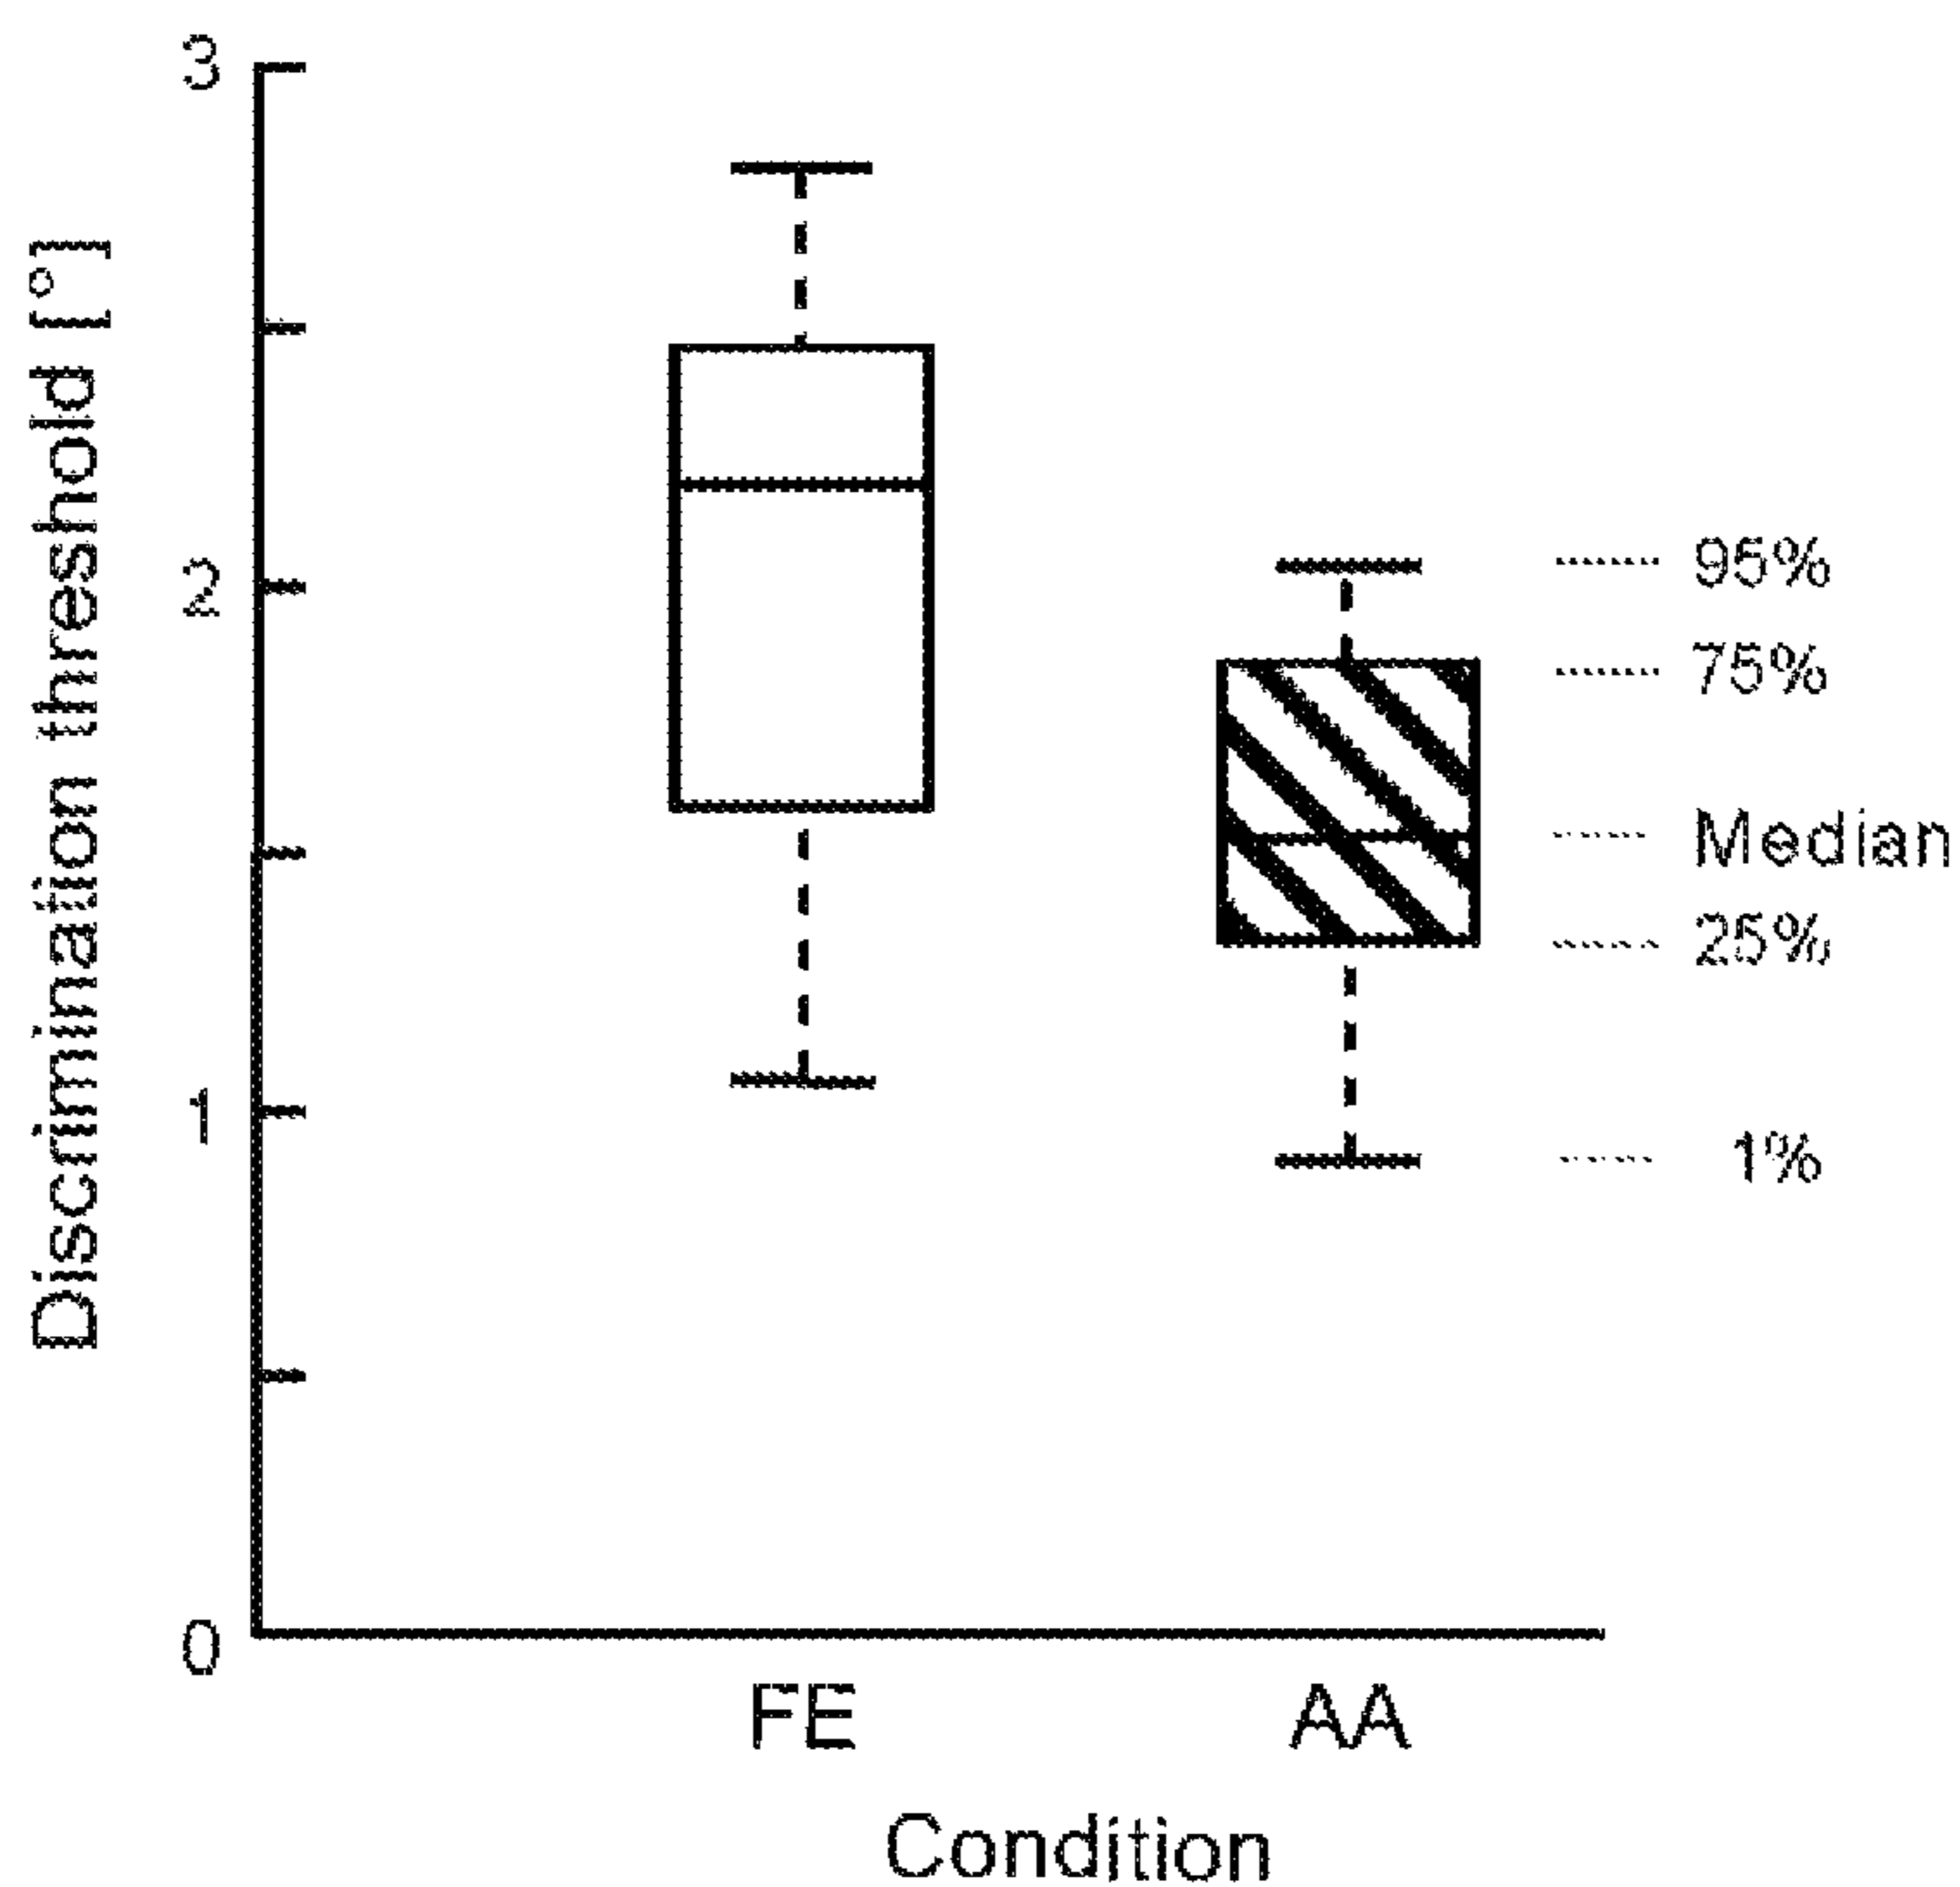 Discrimination threshold [°]
3
2
1
0
95%
75%
Median
25%
1%
FE
AA
Condition